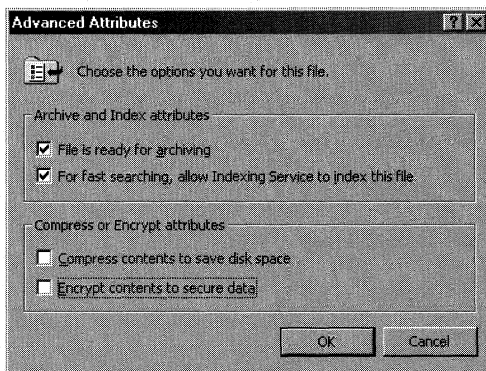 Advanced Attributes
Choose the options you want for this file.
Archive and Index attributes
File is ready for archiving
For fast searching, allow Indexing Service to index this file
Compress or Encrypt attributes
Compress contents to save disk space
Encrypt contents to secure data
OK Cancel